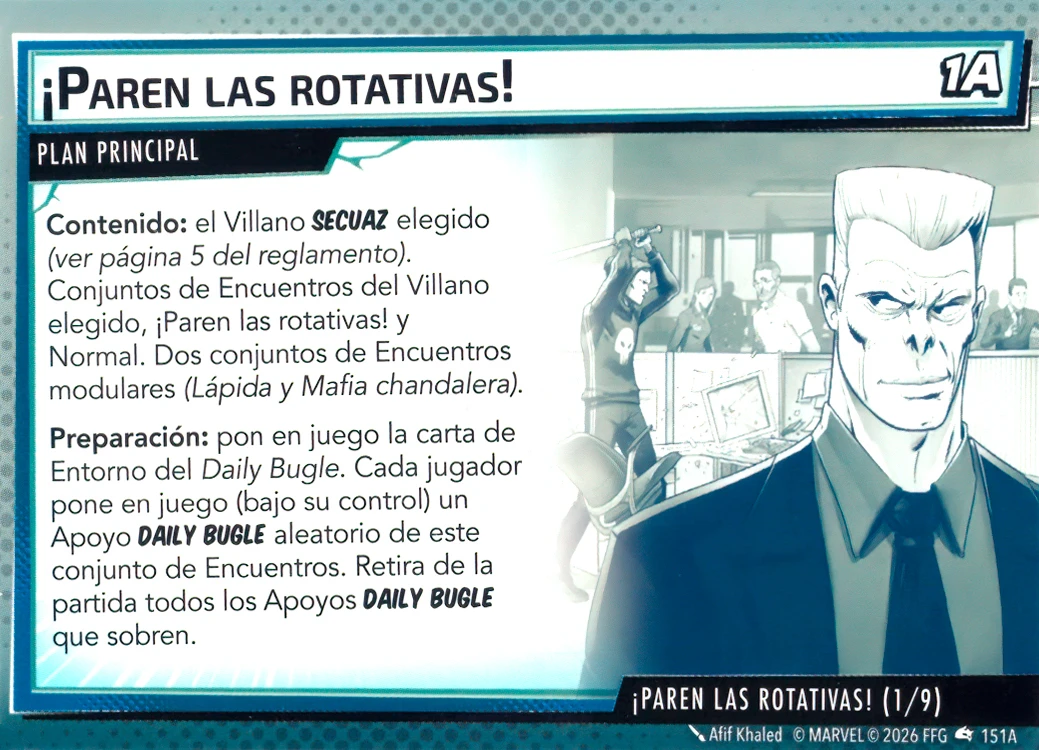 ¡PAREN LAS ROTATIVAS!
1A
PLAN PRINCIPAL
Contenido: el Villano SECUAZ elegido
(ver página 5 del reglamento).
Conjuntos de Encuentros del Villano
elegido, ¡Paren las rotativas! y
Normal. Dos conjuntos de Encuentros
modulares (Lápida y Mafia chandalera).
Preparación: pon en juego la carta de
Entorno del Daily Bugle. Cada jugador
pone en juego (bajo su control) un
Apoyo DAILY BUGLE aleatorio de este
conjunto de Encuentros. Retira de la
partida todos los Apoyos DAILY BUGLE
que sobren.
¡PAREN LAS ROTATIVAS! (1/9)
Afif Khaled © MARVEL © 2026 FFG 151A